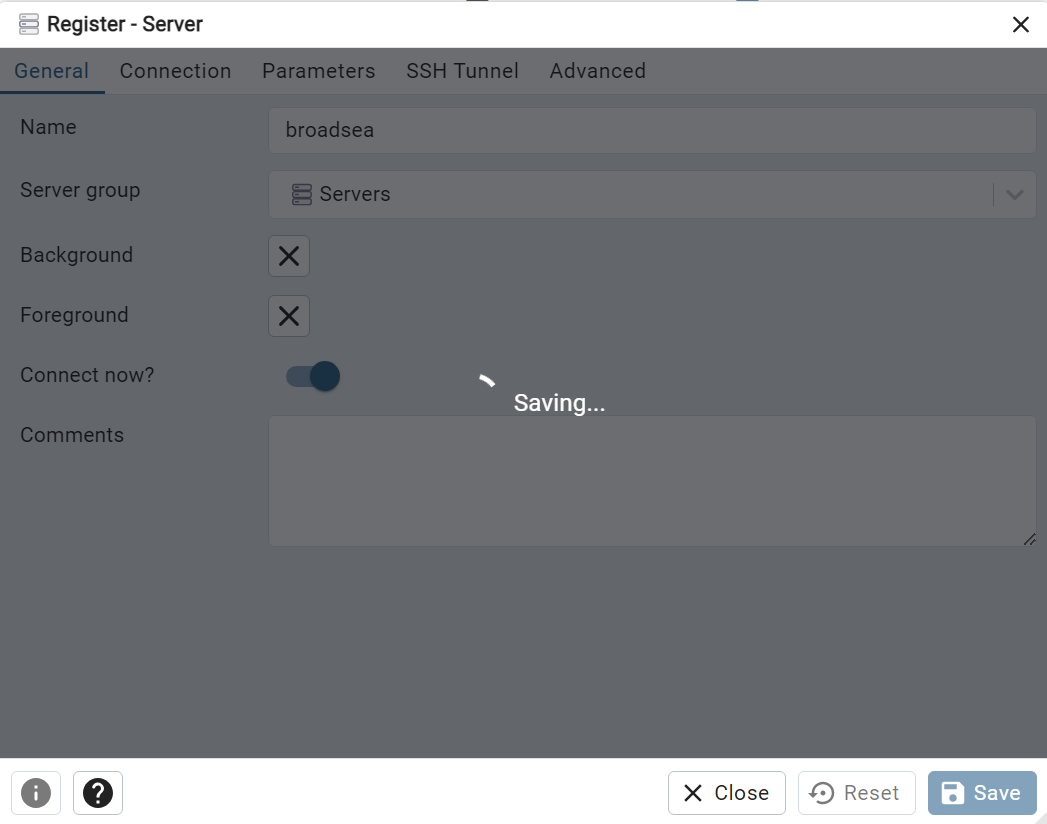 Register - Server
General Connection Parameters SSH Tunnel Advanced
Name broadsea
Server group Servers
Background
Foreground
Connect now?
Saving...
Comments
Close Reset Save